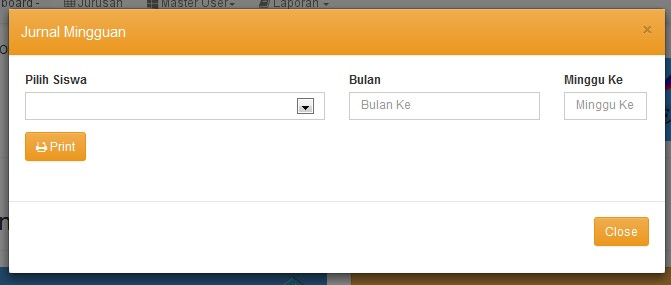 board - Jurusan Master User Laporan
Jurnal Mingguan ×
Pilih Siswa Bulan Minggu Ke
Bulan Ke Minggu Ke
Print
Close